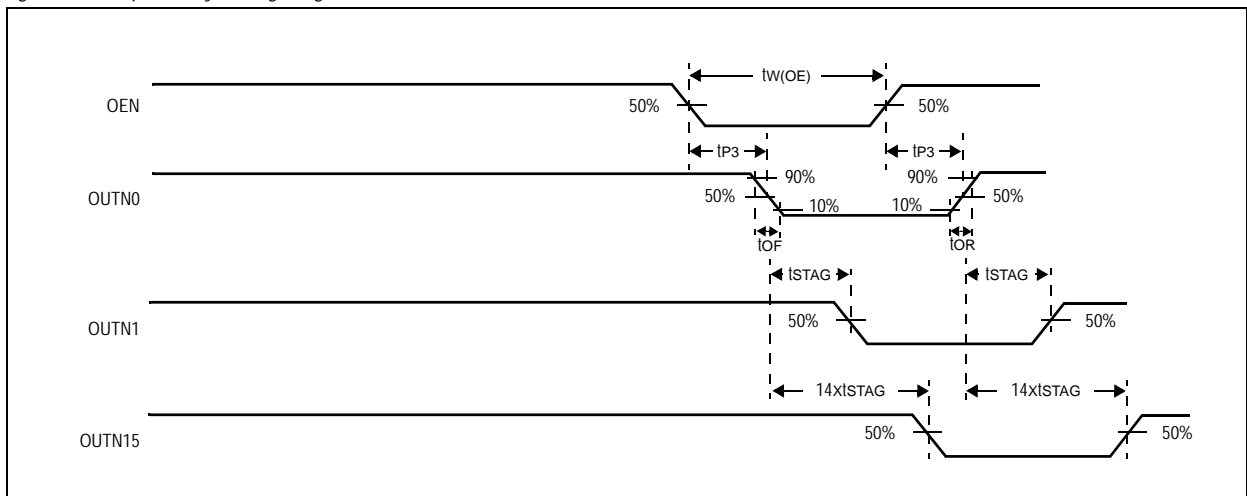 tW(OE)
OEN
50%
50%
tP3
tP3
90%
90%
OUTN0
50%
50%
10%
10%
tOF
tOR
tSTAG
tSTAG
OUTN1
50%
50%
14XtSTAG
14XtSTAG
OUTN15
50%
50%